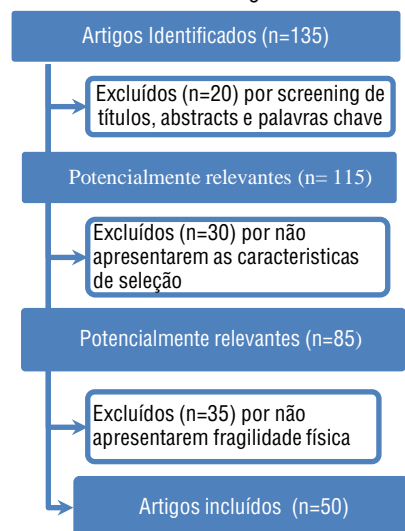 Artigos Identificados (n=135)
Excluídos (n=20) por screening de
títulos, abstracts e palavras chave
Potencialmente relevantes (n= 115)
Excluídos (n=30) por não
apresentarem as caracteristicas
de seleção
Potencialmente relevantes (n=85)
Excluídos (n=35) por não
apresentarem fragilidade física
Artigos incluídos (n=50)